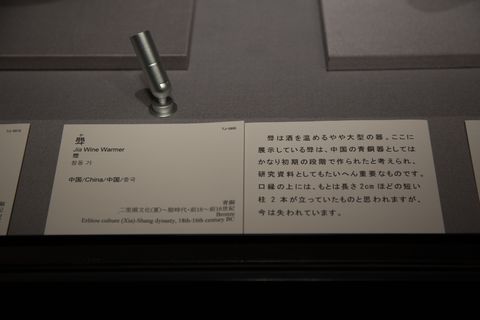 斝
Jia Wine Warmer
斝
청동 가
中国/China/中国/중국
青銅
二里頭文化(夏)~殷時代・前18~前16世紀
Bronze
Erlitou culture (Xia)-Shang dynasty, 18th-16th century BC
斝は酒を温めるやや大型の器。ここに
展示している斝は、中国の青銅器としては
かなり初期の段階で作られたと考えられ、
研究資料としてもたいへん重要なものです。
口縁の上には、もとは長さ2cmほどの短い
柱2本が立っていたものと思われますが、
今は失われています。